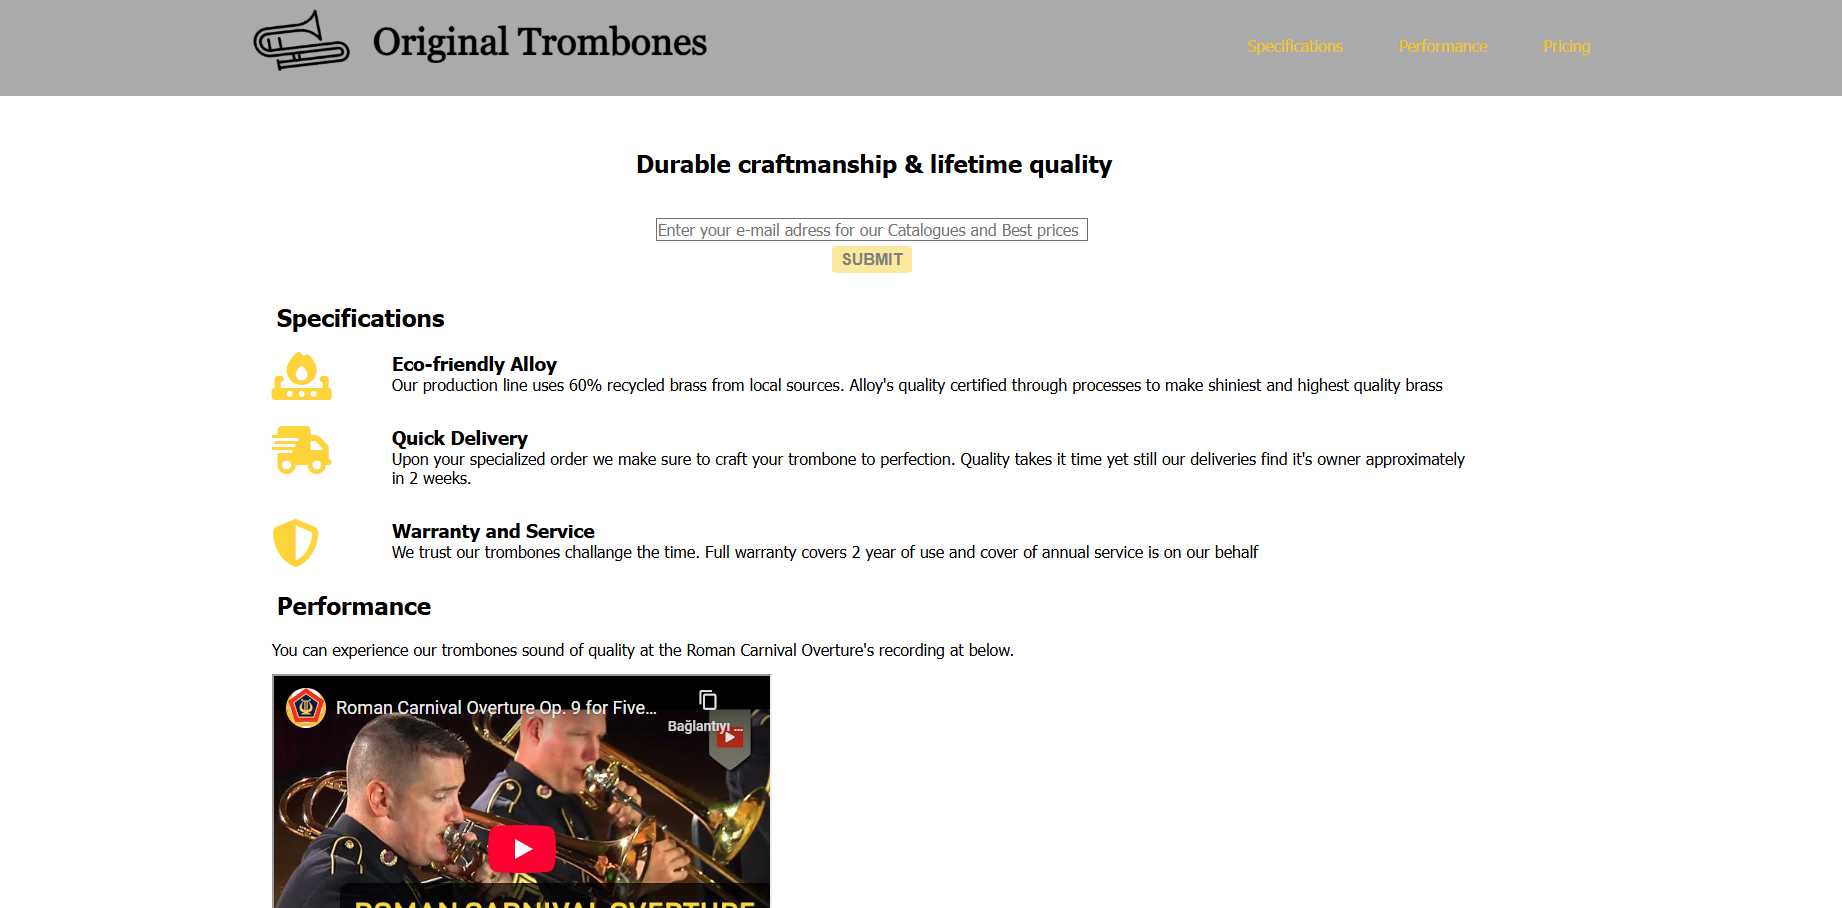 Original Trombones
Specifications
Performance
Pricing
Durable craftmanship & lifetime quality
Enter your e-mail adress for our Catalogues and Best prices
SUBMIT
Specifications
Eco-friendly Alloy
Our production line uses 60% recycled brass from local sources. Alloy's quality certified through processes to make shiniest and highest quality brass
Quick Delivery
Upon your specialized order we make sure to craft your trombone to perfection. Quality takes it time yet still our deliveries find it's owner approximately
in 2 weeks.
Warranty and Service
We trust our trombones challange the time. Full warranty covers 2 year of use and cover of annual service is on our behalf
Performance
You can experience our trombones sound of quality at the Roman Carnival Overture's recording at below.
Roman Carnival Overture Op. 9 for Five...
Bağlantıyı ...
ROMAN CARNIVAL OVERTURE